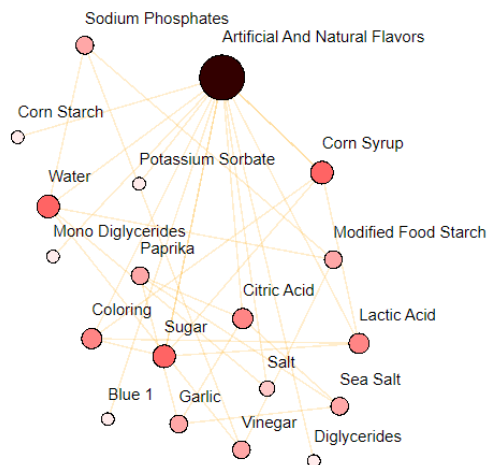 Sodium Phosphates
Artificial And Natural Flavors
Corn Starch
Potassium Sorbate
Corn Syrup
Water
Mono Diglycerides
Paprika
Modified Food Starch
Citric Acid
Coloring
Sugar
Lactic Acid
Salt
Sea Salt
Blue 1
Garlic
Vinegar
Diglycerides